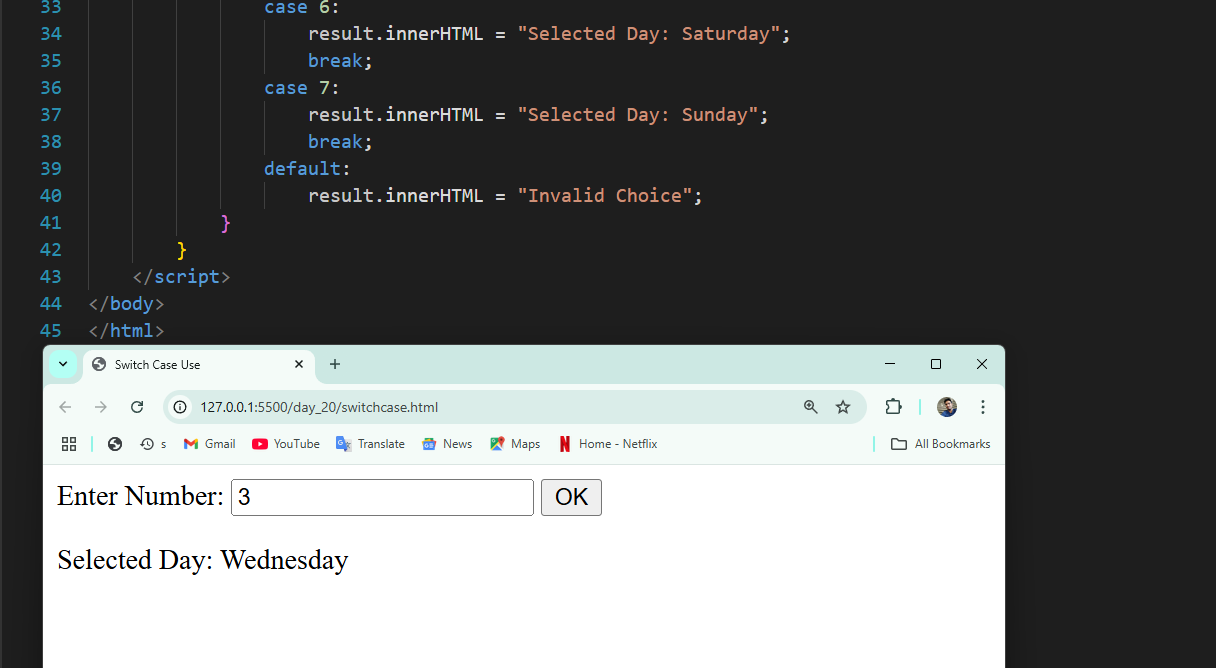 33 case 6:
34 result.innerHTML = "Selected Day: Saturday";
35 break;
36 case 7:
37 result.innerHTML = "Selected Day: Sunday";
38 break;
39 default:
40 result.innerHTML = "Invalid Choice";
41 }
42 }
43 </script>
44 </body>
45 </html>
Switch Case Use
127.0.0.1:5500/day_20/switchcase.html
s Gmail YouTube Translate News Maps Home - Netflix All Bookmarks
Enter Number: 3 OK
Selected Day: Wednesday